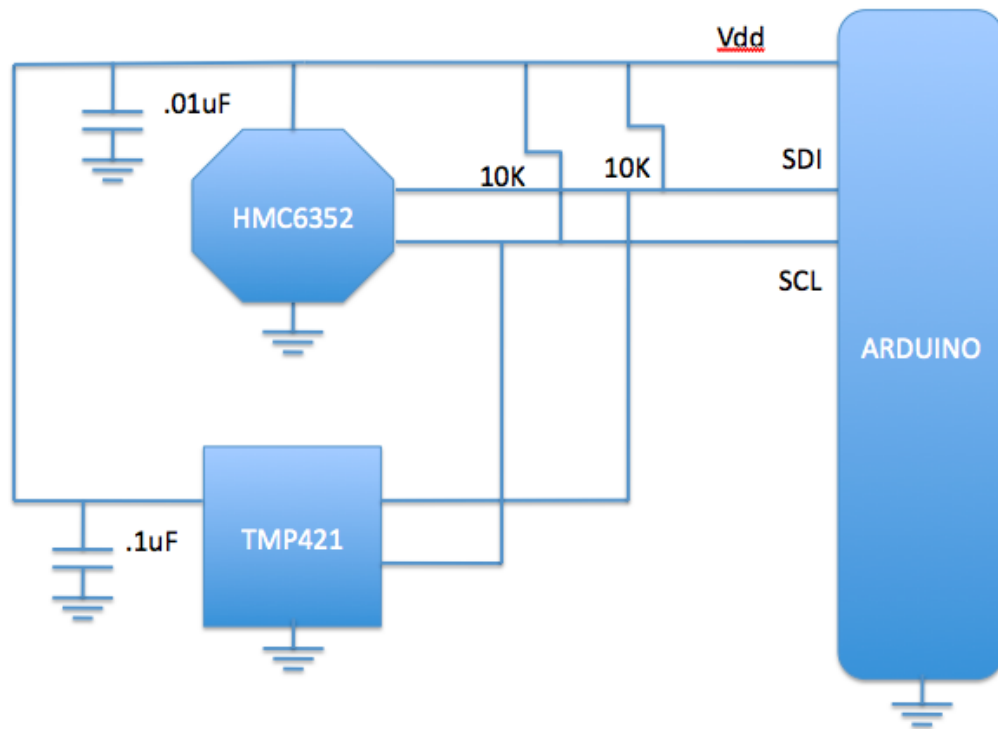 Vdd
.01uF
10K
10K
SDI
HMC6352
SCL
ARDUINO
.1uF
TMP421